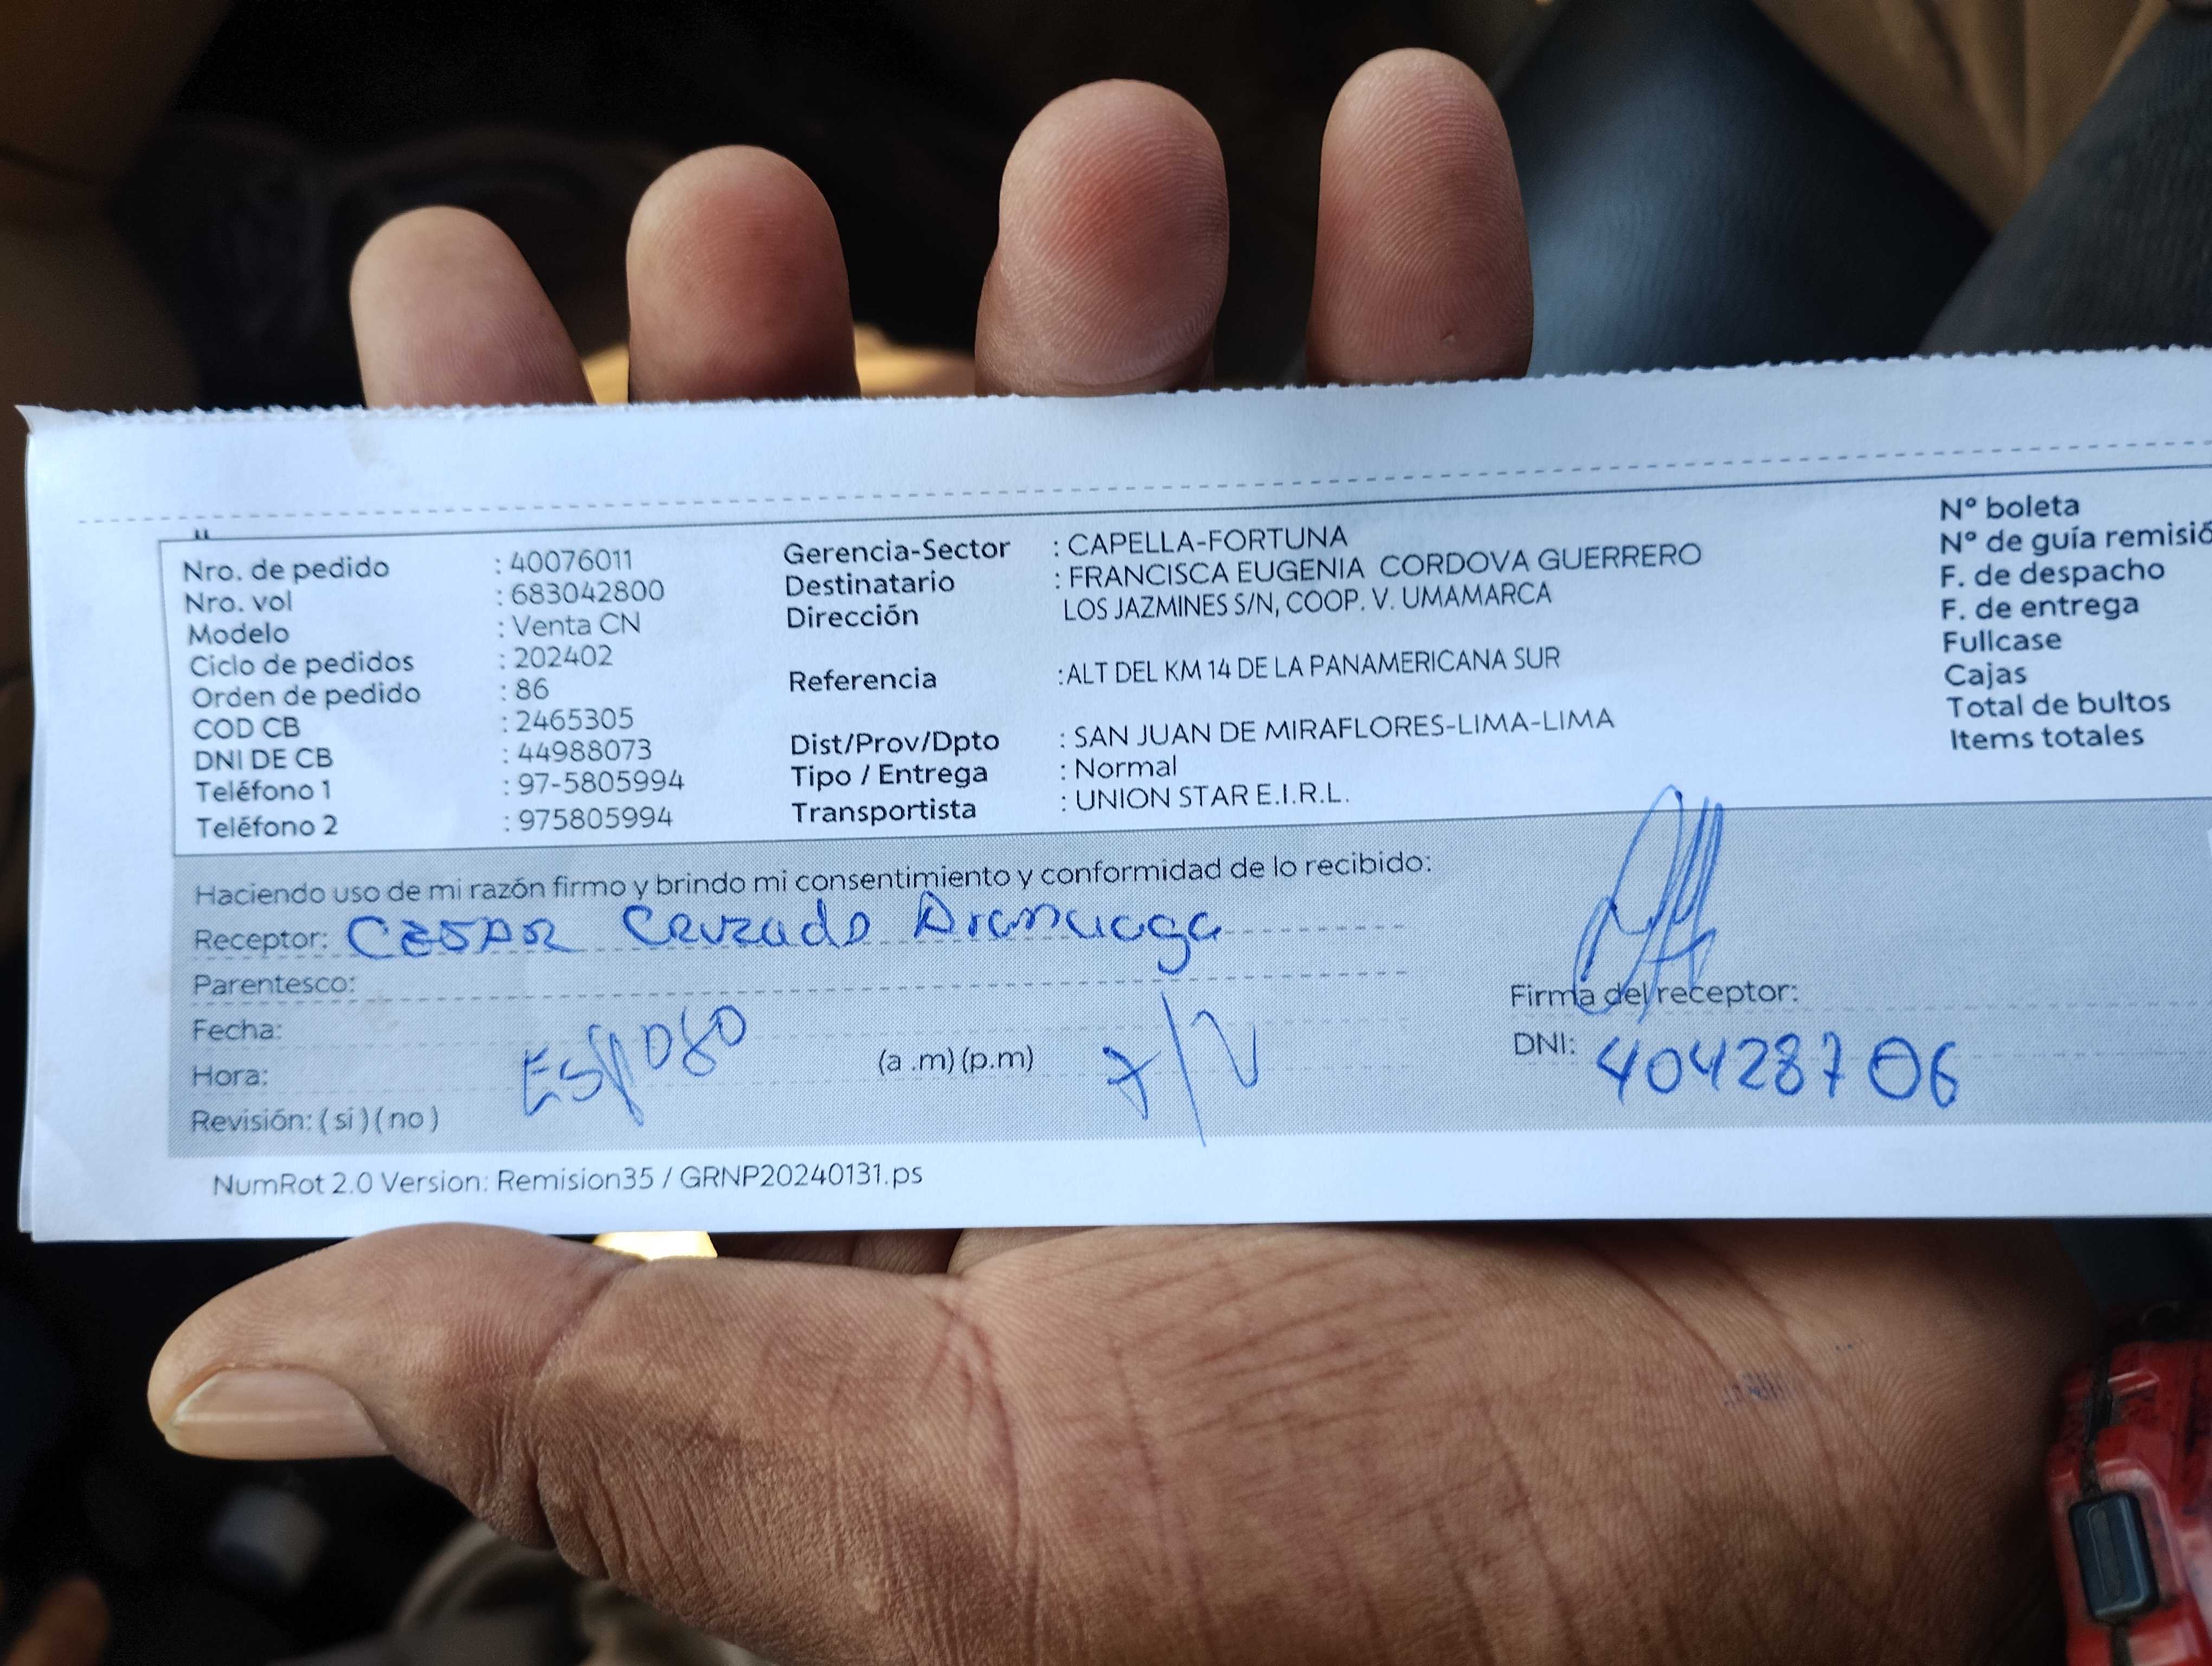 Nro. de pedido : 40076011
Nro. vol : 683042800
Modelo : Venta CN
Ciclo de pedidos : 202402
Orden de pedido : 86
COD CB : 2465305
DNI DE CB : 44988073
Teléfono 1 : 97-5805994
Teléfono 2 : 975805994
Gerencia-Sector : CAPELLA-FORTUNA
Destinatario : FRANCISCA EUGENIA CORDOVA GUERRERO
Dirección LOS JAZMINES S/N, COOP. V. UMAMARCA
Referencia :ALT DEL KM 14 DE LA PANAMERICANA SUR
Dist/Prov/Dpto : SAN JUAN DE MIRAFLORES-LIMA-LIMA
Tipo / Entrega : Normal
Transportista : UNION STAR E.I.R.L.
Nº boleta
Nº de guía remisió
F. de despacho
F. de entrega
Fullcase
Cajas
Total de bultos
Items totales
Haciendo uso de mi razón firmo y brindo mi consentimiento y conformidad de lo recibido:
Receptor: CESAR Cruzado
Parentesco:
Fecha:
Hora: Esposo (a .m) (p.m)
Revisión: ( si ) ( no )
Firma del receptor:
DNI: 40428706
NumRot 2.0 Version: Remision35 / GRNP20240131.ps